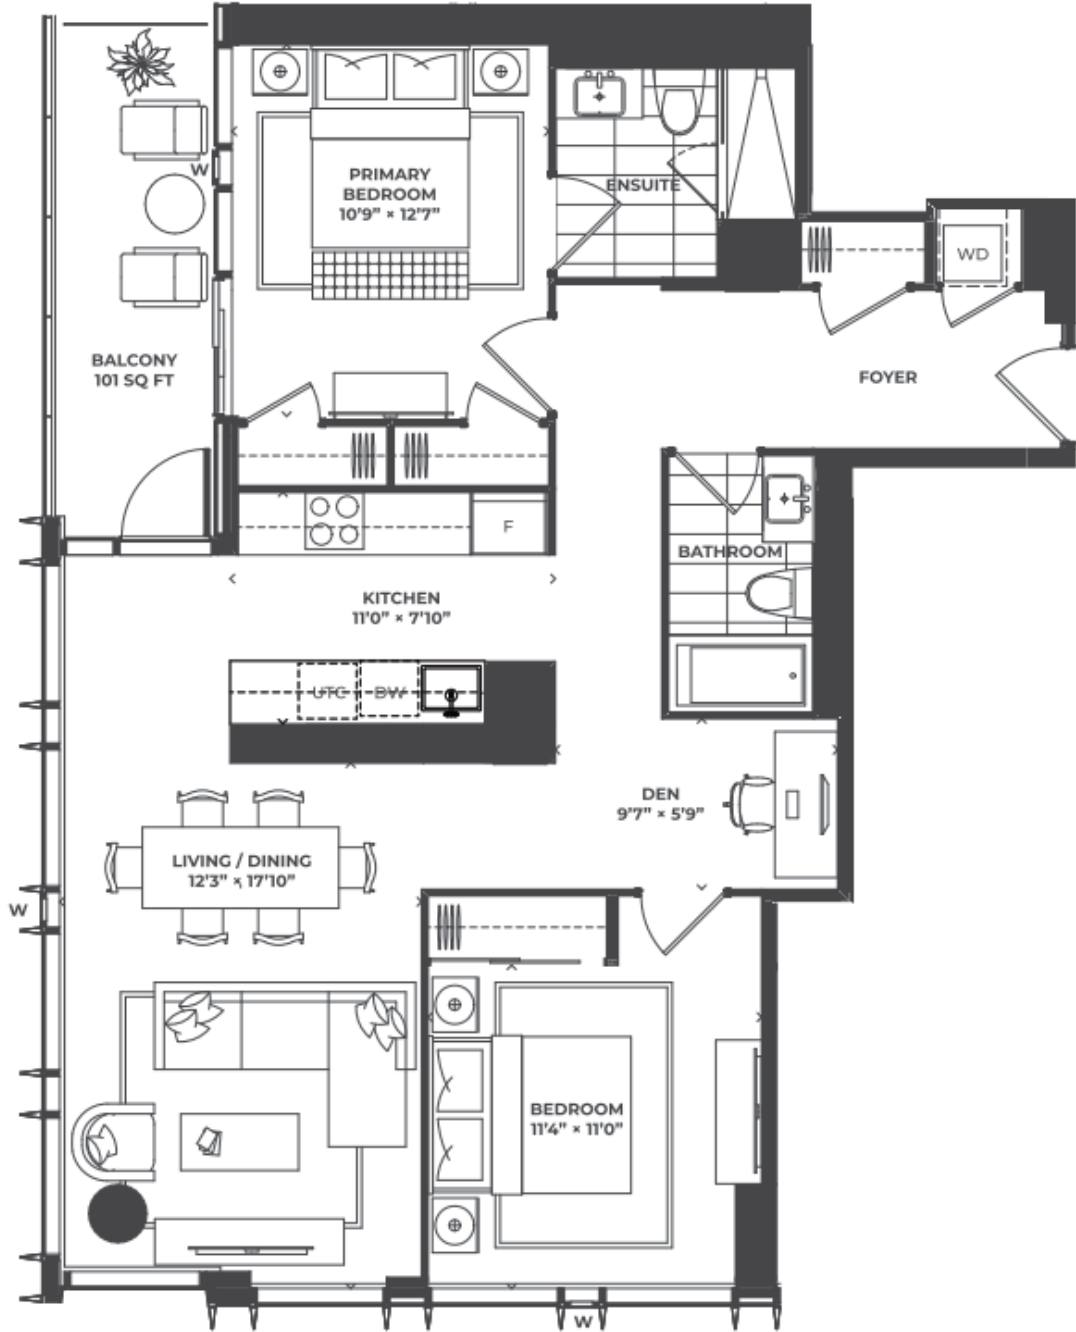 W
PRIMARY
BEDROOM
10'9" × 12'7"
ENSUITE
WD
BALCONY
101 SQ FT
FOYER
F
BATHROOM
KITCHEN
11'0" × 7'10"
UTC
DW
DEN
9'7" × 5'9"
LIVING / DINING
12'3" × 17'10"
W
BEDROOM
11'4" × 11'0"
W